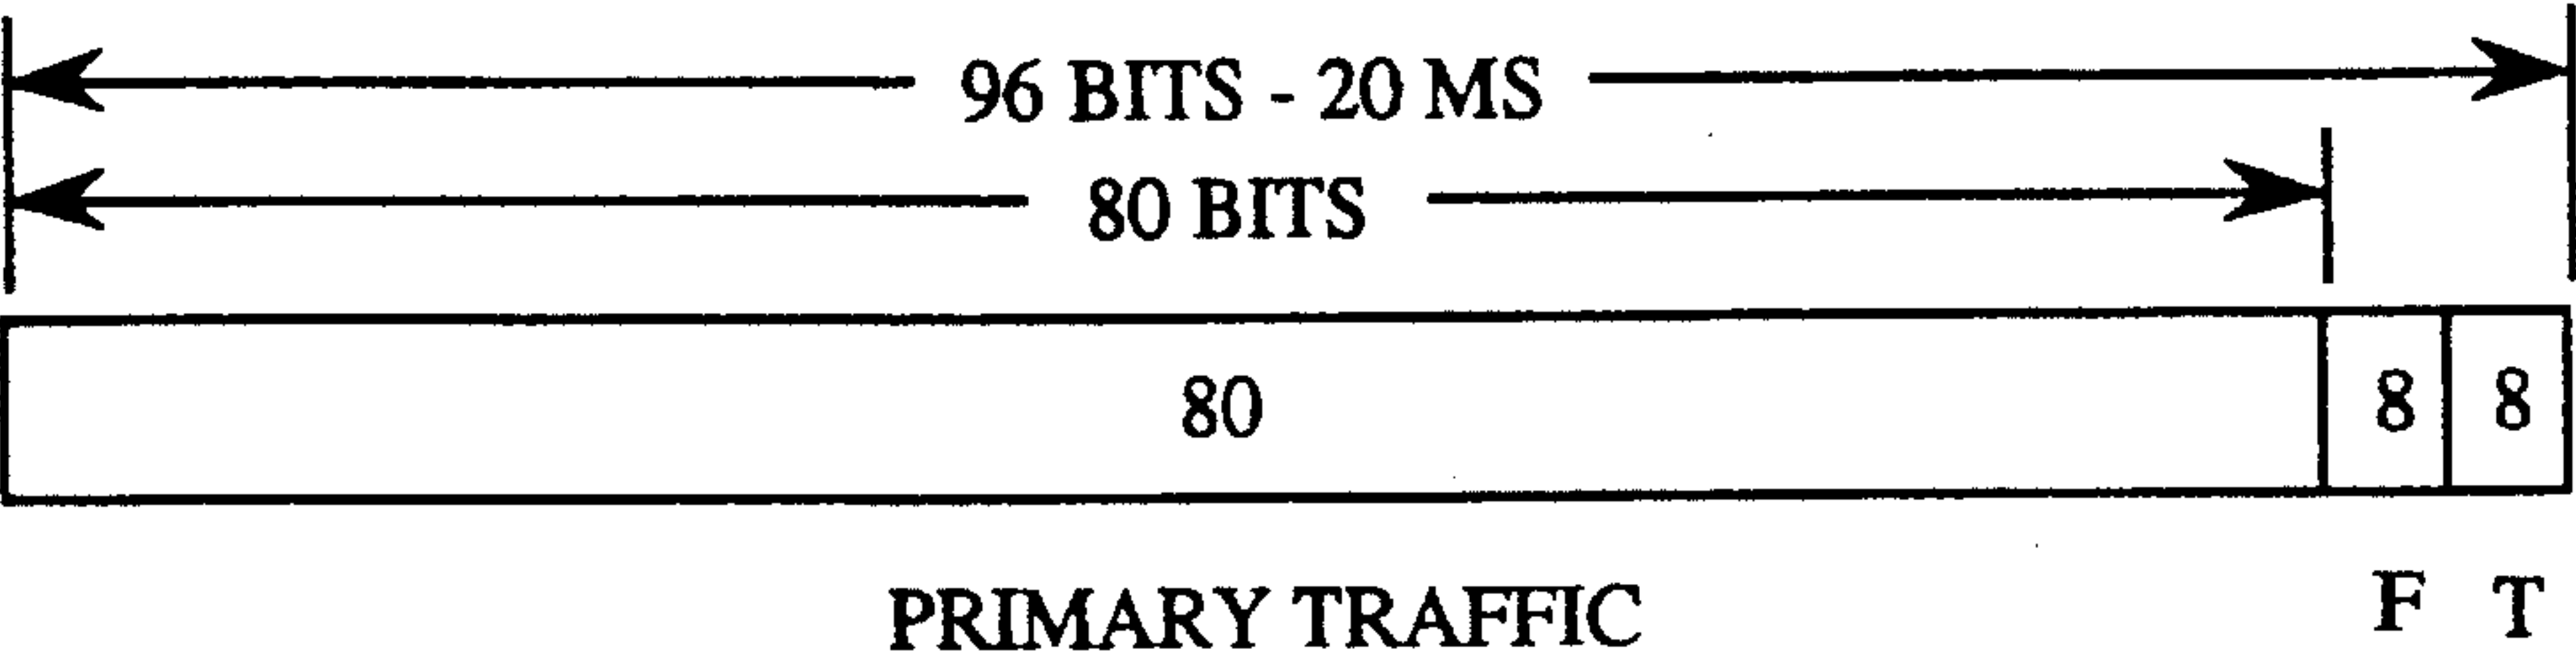 96 BITS - 20 MS
80 BITS
80 8 8
PRIMARY TRAFFIC F T